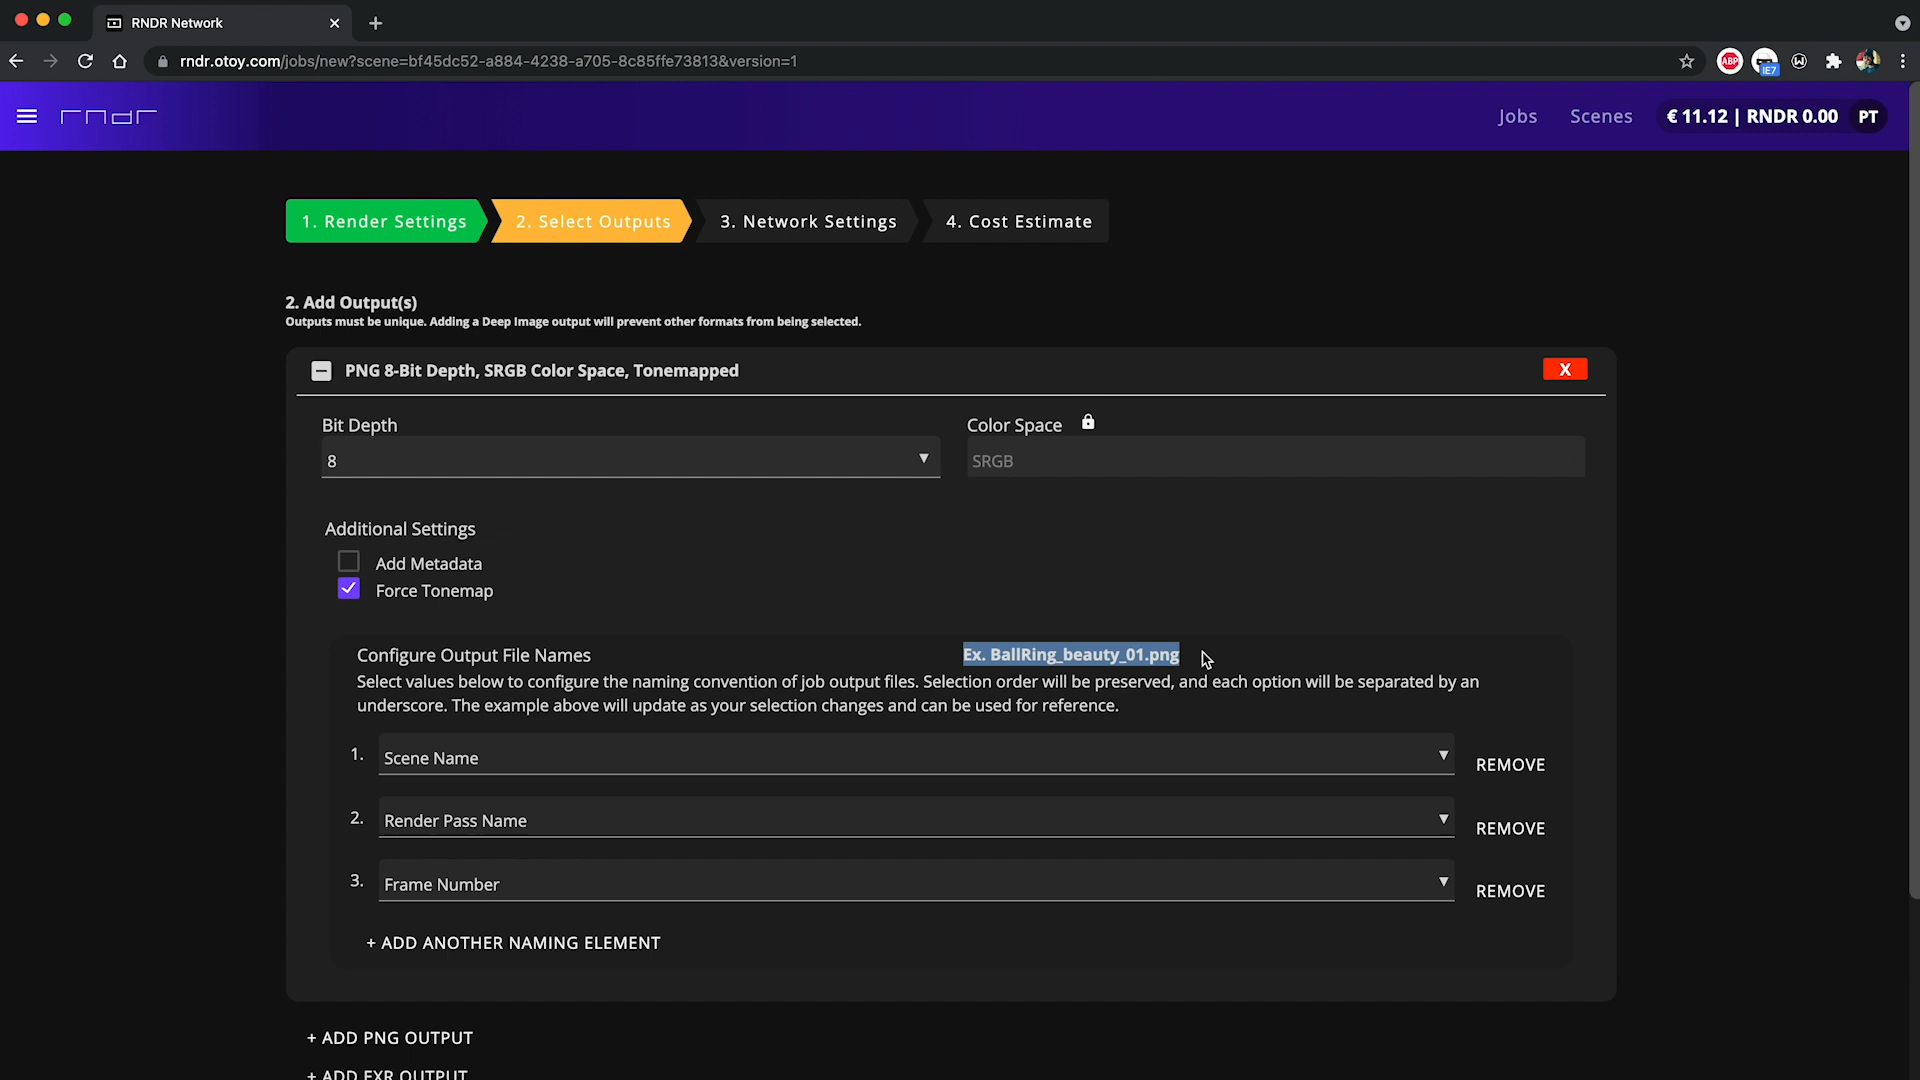 RNDR Network
rndr.otoy.com/jobs/new?scene=bf45dc52-a884-4238-a705-8c85ffe73813&version=1
ABP
IE7
rndr
Jobs
Scenes
€ 11.12 | RNDR 0.00
PT
1. Render Settings
2. Select Outputs
3. Network Settings
4. Cost Estimate
2. Add Output(s)
Outputs must be unique. Adding a Deep Image output will prevent other formats from being selected.
PNG 8-Bit Depth, SRGB Color Space, Tonemapped
X
Bit Depth
Color Space
8
SRGB
Additional Settings
Add Metadata
Force Tonemap
Configure Output File Names
Ex. BallRing_beauty_01.png
Select values below to configure the naming convention of job output files. Selection order will be preserved, and each option will be separated by an
underscore. The example above will update as your selection changes and can be used for reference.
1. Scene Name
REMOVE
2. Render Pass Name
REMOVE
3. Frame Number
REMOVE
+ ADD ANOTHER NAMING ELEMENT
+ ADD PNG OUTPUT
+ ADD EXR OUTPUT